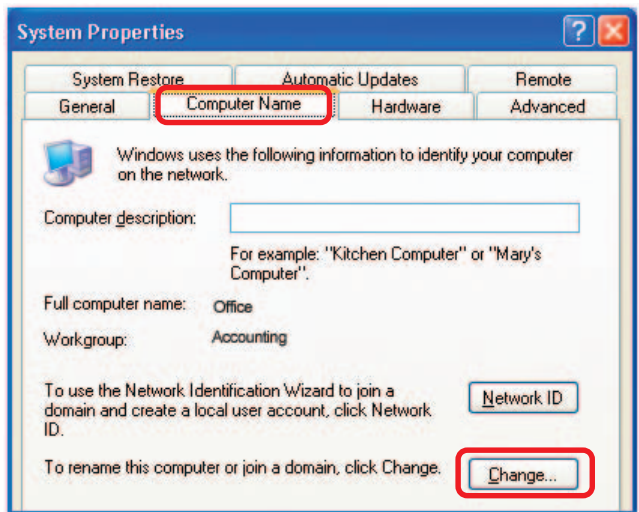 System Properties
System Restore Automatic Updates Remote
General Computer Name Hardware Advanced
Windows uses the following information to identify your computer
on the network.
Computer description:
For example: "Kitchen Computer" or "Mary's
Computer".
Full computer name: Office
Workgroup: Accounting
To use the Network Identification Wizard to join a
domain and create a local user account, click Network
ID.
Network ID
To rename this computer or join a domain, click Change.
Change...